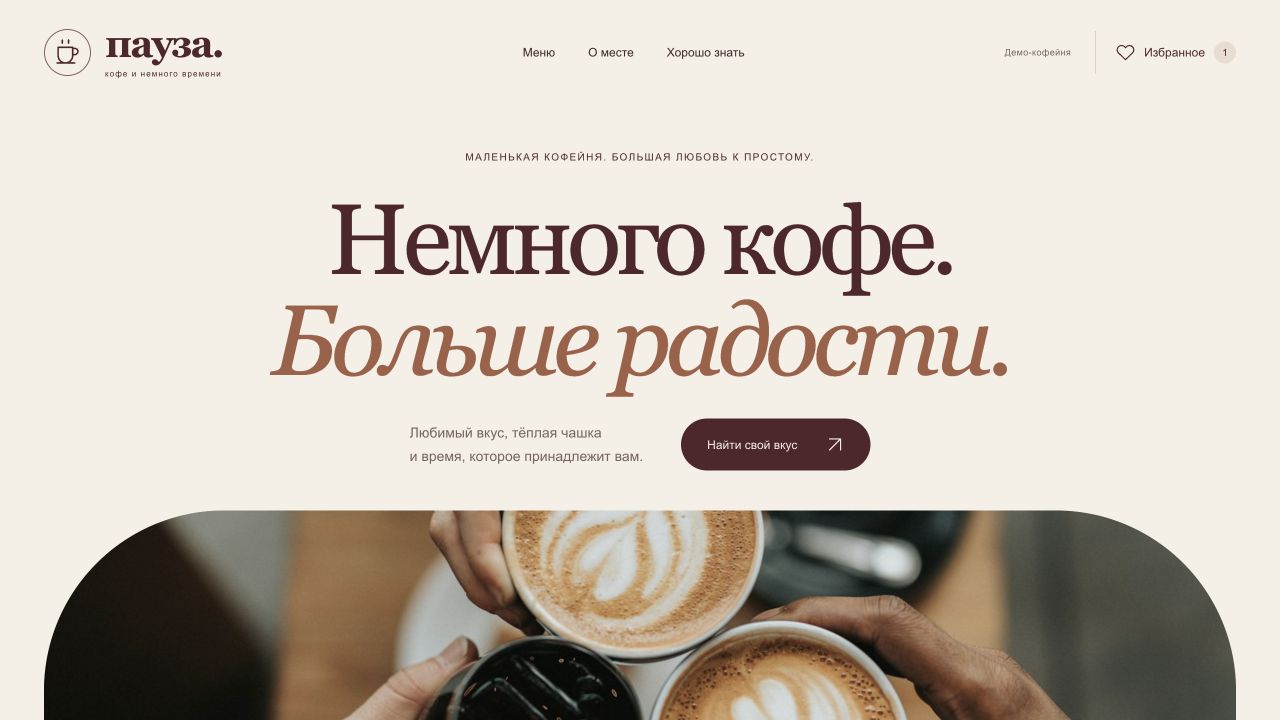 пауза.
кофе и немного времени
Меню
О месте
Хорошо знать
Демо-кофейня
Избранное
1
МАЛЕНЬКАЯ КОФЕЙНЯ. БОЛЬШАЯ ЛЮБОВЬ К ПРОСТОМУ.
Немного кофе.
Больше радости.
Любимый вкус, тёплая чашка
и время, которое принадлежит вам.
Найти свой вкус